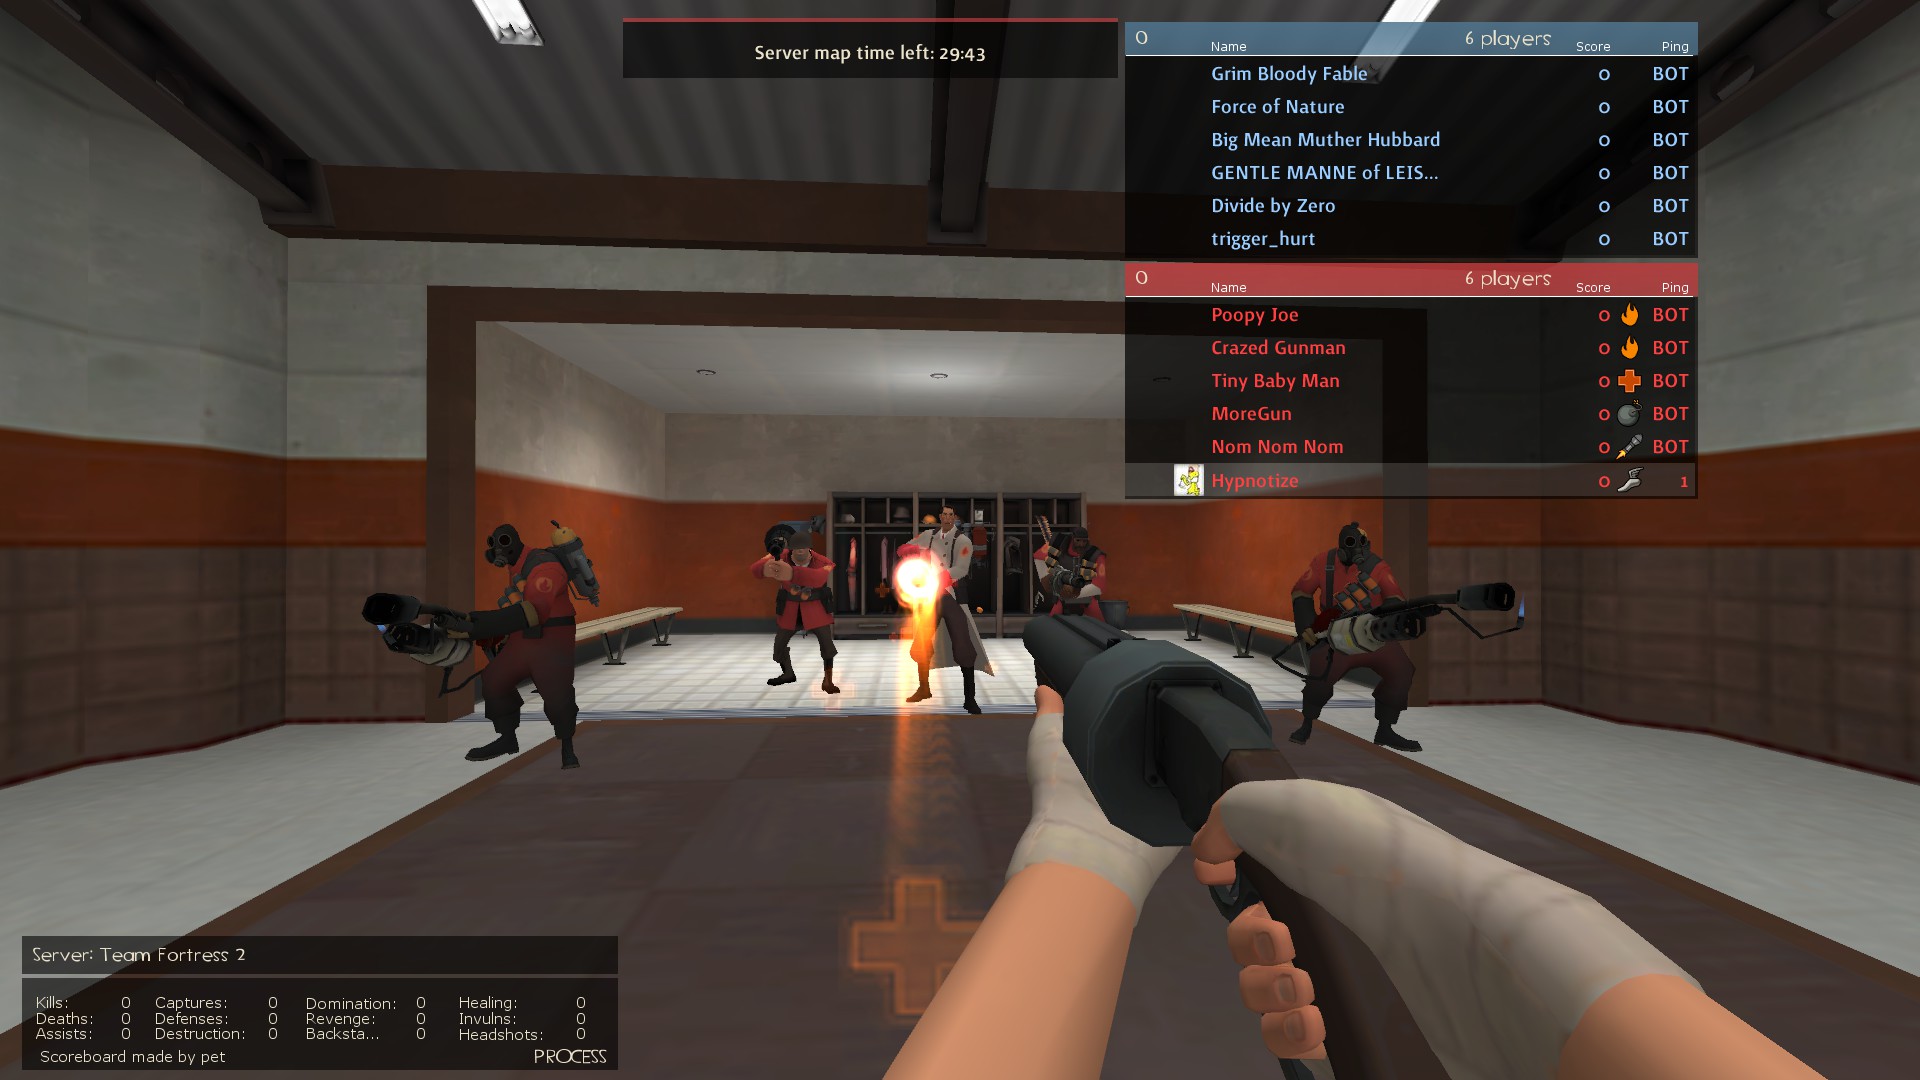 Server map time left: 29:43
0 Name 6 players Score Ping
Grim Bloody Fable 0 BOT
Force of Nature 0 BOT
Big Mean Muther Hubbard 0 BOT
GENTLE MANNE of LEIS... 0 BOT
Divide by Zero 0 BOT
trigger_hurt 0 BOT
0 Name 6 players Score Ping
Poopy Joe 0 BOT
Crazed Gunman 0 BOT
Tiny Baby Man 0 BOT
MoreGun 0 BOT
Nom Nom Nom 0 BOT
Hypnotize 0 1
Server: Team Fortress 2
Kills: 0 Captures: 0 Domination: 0 Healing: 0
Deaths: 0 Defenses: 0 Revenge: 0 Invulns: 0
Assists: 0 Destruction: 0 Backsta... 0 Headshots: 0
Scoreboard made by pet PROCESS